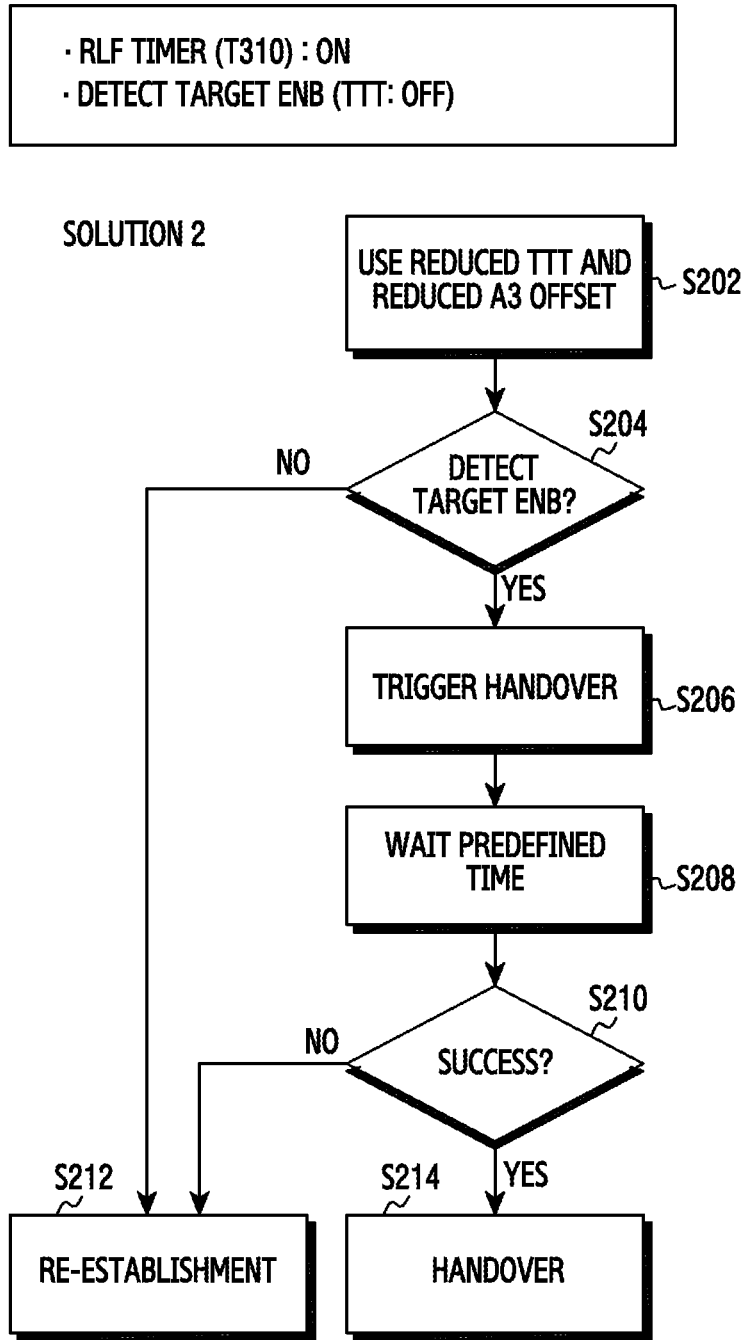 · RLF TIMER (T310) : ON
· DETECT TARGET ENB (TTT: OFF)
SOLUTION 2
USE REDUCED TTT AND
REDUCED A3 OFFSET
S202
S204
DETECT
TARGET ENB?
NO
YES
TRIGGER HANDOVER
S206
WAIT PREDEFINED
TIME
S208
S210
SUCCESS?
NO
YES
S212
RE-ESTABLISHMENT
S214
HANDOVER